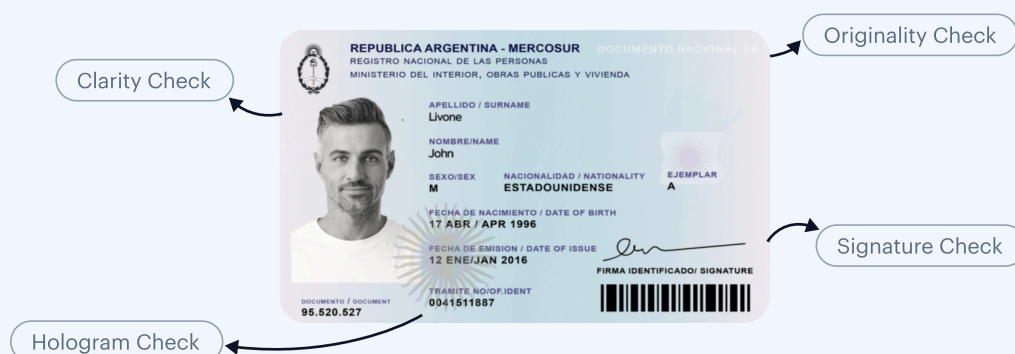 Originality Check
Clarity Check
REPUBLICA ARGENTINA - MERCOSUR DOCUMENTO NACIONAL DE
REGISTRO NACIONAL DE LAS PERSONAS
MINISTERIO DEL INTERIOR, OBRAS PUBLICAS Y VIVIENDA
APELLIDO / SURNAME
Livone
NOMBRE/NAME
John
SEXO/SEX NACIONALIDAD / NATIONALITY EJEMPLAR
M ESTADOUNIDENSE A
FECHA DE NACIMIENTO / DATE OF BIRTH
17 ABR / APR 1996
FECHA DE EMISION / DATE OF ISSUE
12 ENE/JAN 2016
Signature Check
FIRMA IDENTIFICADO/ SIGNATURE
TRAMITE NO/OF.IDENT
0041511887
DOCUMENTO / DOCUMENT
95.520.527
Hologram Check